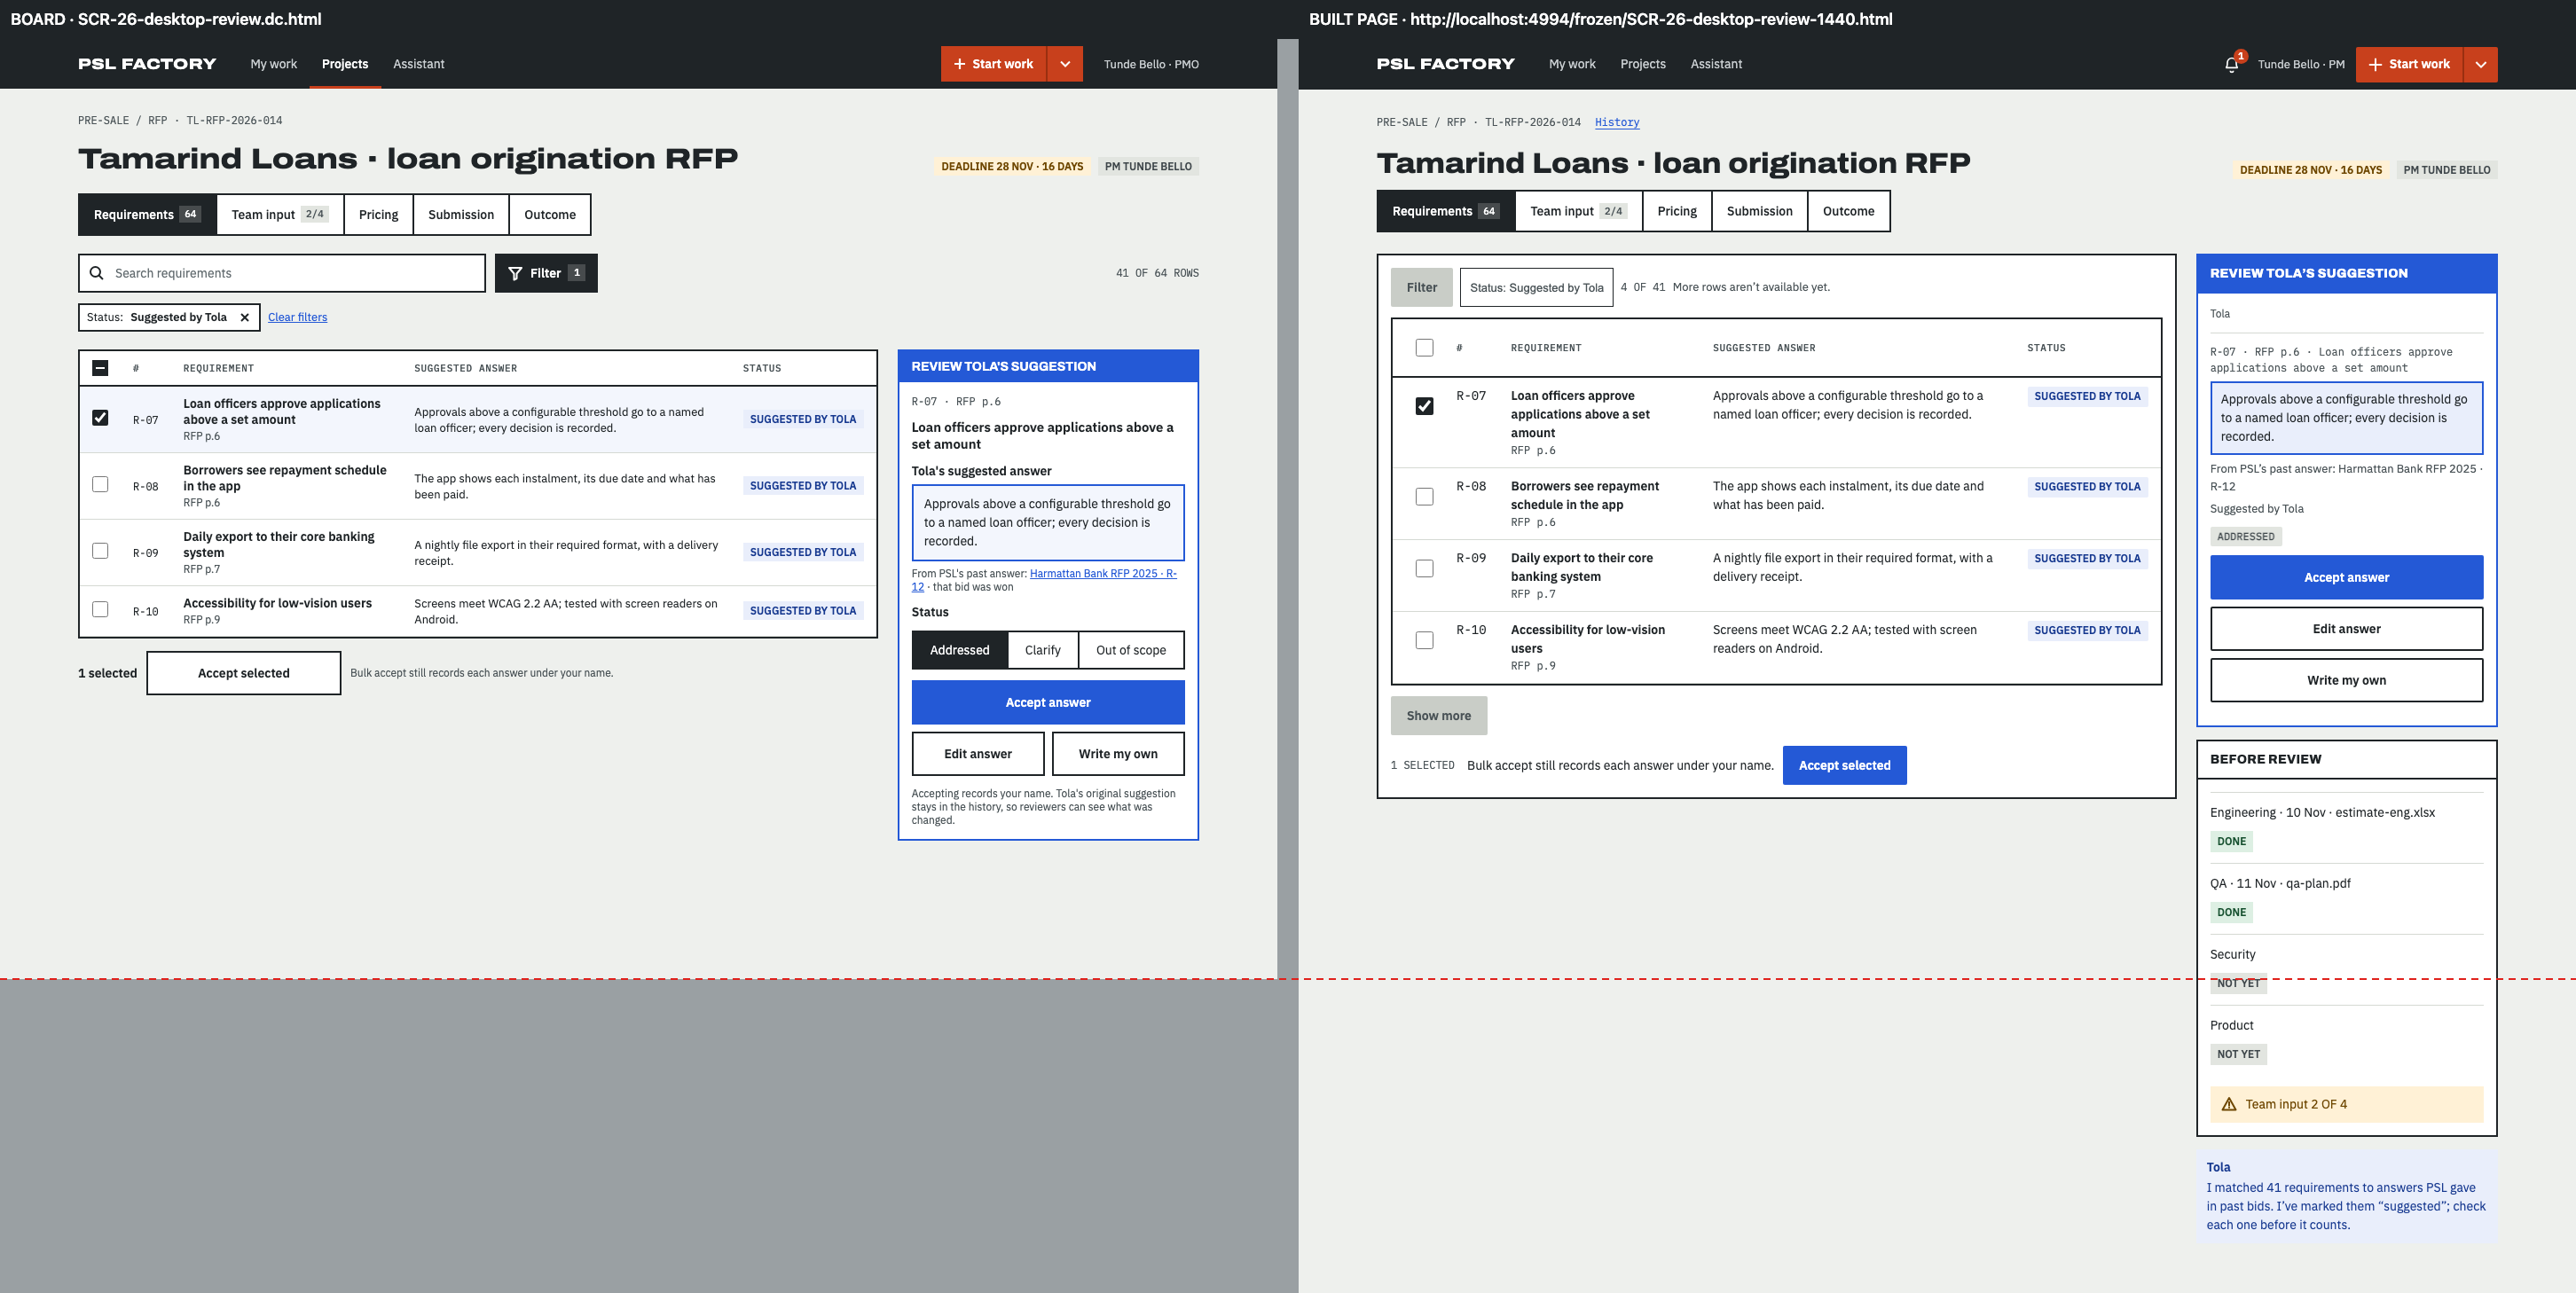 BOARD · SCR-26-desktop-review.dc.html
PSL FACTORY
My work
Projects
Assistant
Start work
Tunde Bello · PMO
PRE-SALE / RFP · TL-RFP-2026-014
Tamarind Loans · loan origination RFP
DEADLINE 28 NOV · 16 DAYS
PM TUNDE BELLO
Requirements 64
Team input 2/4
Pricing
Submission
Outcome
Search requirements
Filter 1
41 OF 64 ROWS
Status: Suggested by Tola
Clear filters
# REQUIREMENT SUGGESTED ANSWER STATUS
R-07
Loan officers approve applications
above a set amount
RFP p.6
Approvals above a configurable threshold go to a named
loan officer; every decision is recorded.
SUGGESTED BY TOLA
R-08
Borrowers see repayment schedule
in the app
RFP p.6
The app shows each instalment, its due date and what has
been paid.
SUGGESTED BY TOLA
R-09
Daily export to their core banking
system
RFP p.7
A nightly file export in their required format, with a delivery
receipt.
SUGGESTED BY TOLA
R-10
Accessibility for low-vision users
RFP p.9
Screens meet WCAG 2.2 AA; tested with screen readers on
Android.
SUGGESTED BY TOLA
1 selected
Accept selected
Bulk accept still records each answer under your name.
REVIEW TOLA'S SUGGESTION
R-07 · RFP p.6
Loan officers approve applications above a
set amount
Tola's suggested answer
Approvals above a configurable threshold go
to a named loan officer; every decision is
recorded.
From PSL's past answer: Harmattan Bank RFP 2025 · R-
12 · that bid was won
Status
Addressed
Clarify
Out of scope
Accept answer
Edit answer
Write my own
Accepting records your name. Tola's original suggestion
stays in the history, so reviewers can see what was
changed.
BUILT PAGE · http://localhost:4994/frozen/SCR-26-desktop-review-1440.html
PSL FACTORY
My work
Projects
Assistant
1
Tunde Bello · PM
Start work
PRE-SALE / RFP · TL-RFP-2026-014 History
Tamarind Loans · loan origination RFP
DEADLINE 28 NOV · 16 DAYS
PM TUNDE BELLO
Requirements 64
Team input 2/4
Pricing
Submission
Outcome
Filter
Status: Suggested by Tola
4 OF 41 More rows aren’t available yet.
# REQUIREMENT SUGGESTED ANSWER STATUS
R-07
Loan officers approve
applications above a set
amount
RFP p.6
Approvals above a configurable threshold go to a
named loan officer; every decision is recorded.
SUGGESTED BY TOLA
R-08
Borrowers see repayment
schedule in the app
RFP p.6
The app shows each instalment, its due date and
what has been paid.
SUGGESTED BY TOLA
R-09
Daily export to their core
banking system
RFP p.7
A nightly file export in their required format, with a
delivery receipt.
SUGGESTED BY TOLA
R-10
Accessibility for low-vision
users
RFP p.9
Screens meet WCAG 2.2 AA; tested with screen
readers on Android.
SUGGESTED BY TOLA
Show more
1 SELECTED
Bulk accept still records each answer under your name.
Accept selected
REVIEW TOLA’S SUGGESTION
Tola
R-07 · RFP p.6 · Loan officers approve
applications above a set amount
Approvals above a configurable threshold go
to a named loan officer; every decision is
recorded.
From PSL’s past answer: Harmattan Bank RFP 2025 ·
R-12
Suggested by Tola
ADDRESSED
Accept answer
Edit answer
Write my own
BEFORE REVIEW
Engineering · 10 Nov · estimate-eng.xlsx
DONE
QA · 11 Nov · qa-plan.pdf
DONE
Security
NOT YET
Product
NOT YET
Team input 2 OF 4
Tola
I matched 41 requirements to answers PSL gave
in past bids. I’ve marked them “suggested”; check
each one before it counts.